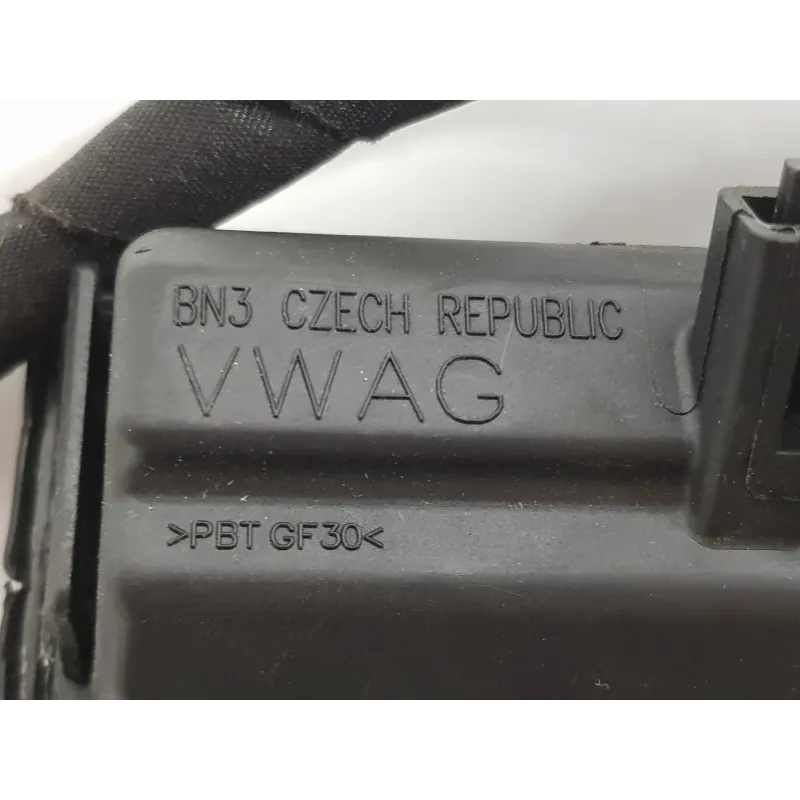 BN3 CZECH REPUBLIC
VWAG
>PBT GF30<